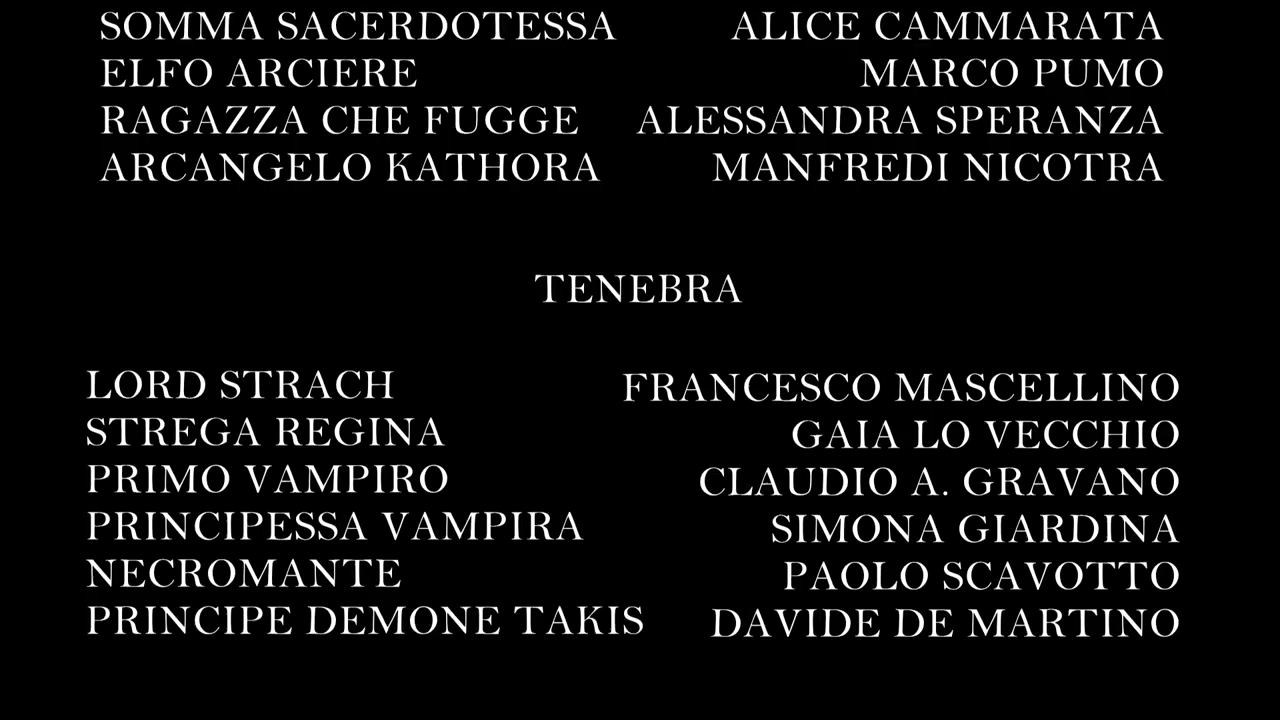 SOMMA SACERDOTESSA ALICE CAMMARATA
ELFO ARCIERE MARCO PUMO
RAGAZZA CHE FUGGE ALESSANDRA SPERANZA
ARCANGELO KATHORA MANFREDI NICOTRA
TENEBRA
LORD STRACH FRANCESCO MASCELLINO
STREGA REGINA GAIA LO VECCHIO
PRIMO VAMPIRO CLAUDIO A. GRAVANO
PRINCIPESSA VAMPIRA SIMONA GIARDINA
NECROMANTE PAOLO SCAVOTTO
PRINCIPE DEMONE TAKIS DAVIDE DE MARTINO